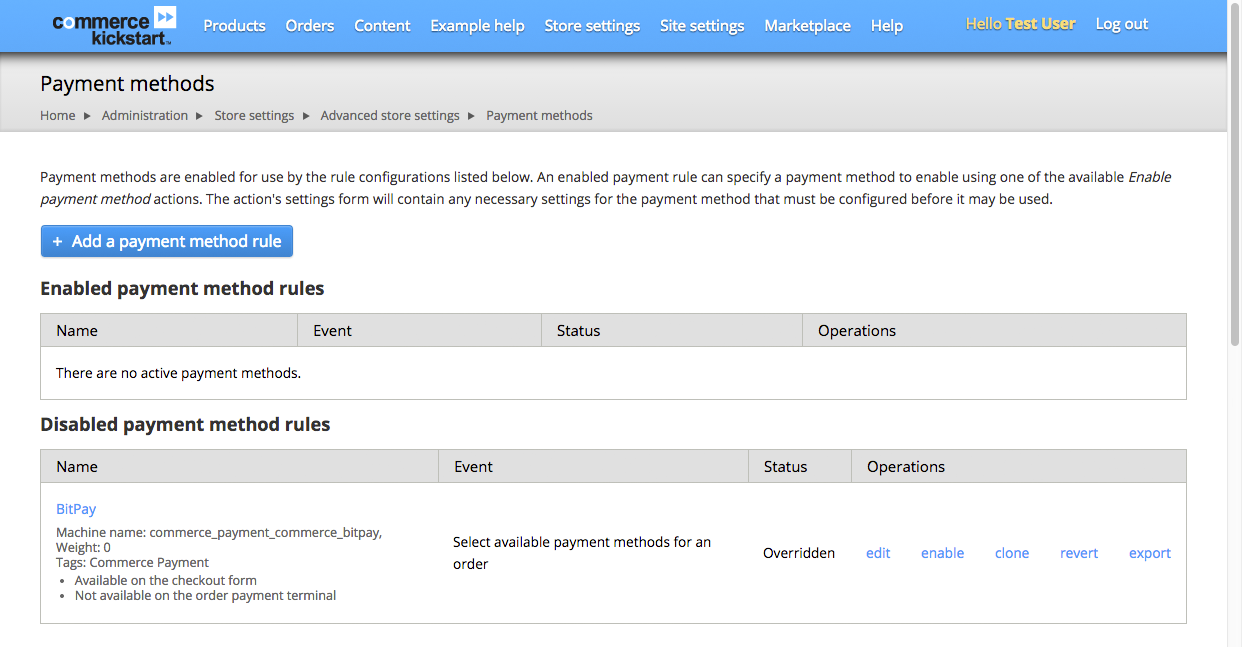 commerce
kickstart™
Products Orders Content Example help Store settings Site settings Marketplace Help Hello Test User Log out
Payment methods
Home ▶ Administration ▶ Store settings ▶ Advanced store settings ▶ Payment methods
Payment methods are enabled for use by the rule configurations listed below. An enabled payment rule can specify a payment method to enable using one of the available Enable
payment method actions. The action's settings form will contain any necessary settings for the payment method that must be configured before it may be used.
+ Add a payment method rule
Enabled payment method rules
Name Event Status Operations
There are no active payment methods.
Disabled payment method rules
Name Event Status Operations
BitPay
Machine name: commerce_payment_commerce_bitpay,
Weight: 0
Tags: Commerce Payment
• Available on the checkout form
• Not available on the order payment terminal
Select available payment methods for an
order
Overridden edit enable clone revert export